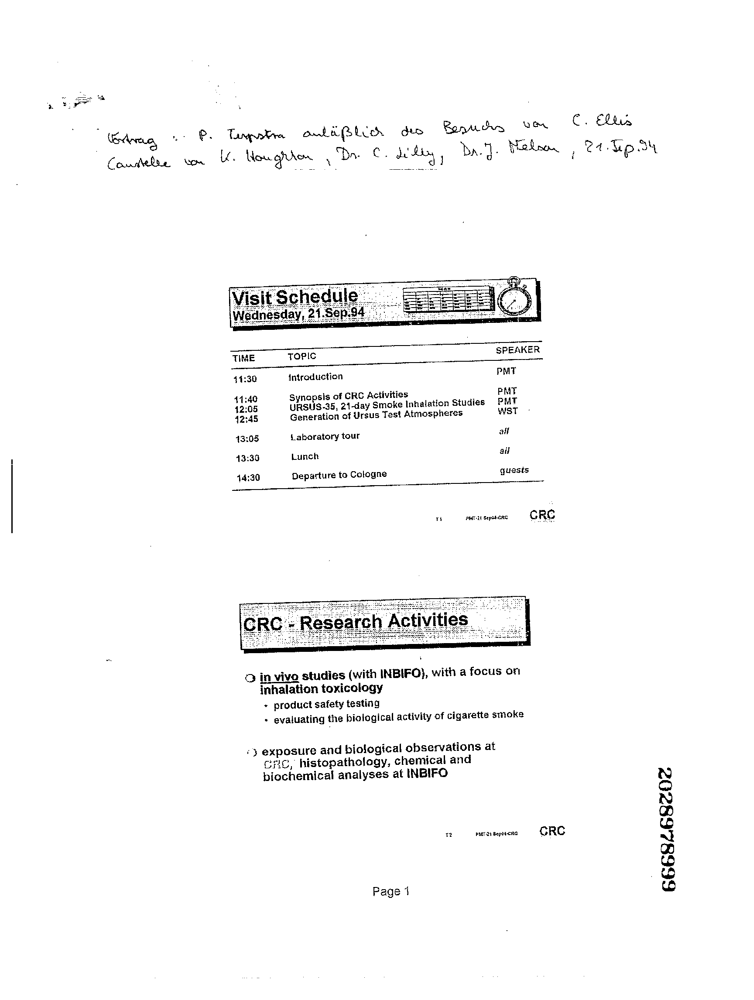 Vortrag : P. Terpstra anläßlich des Besuchs von C. Ellis
von K. Houghton, Dr. C. Lilly, Dr. J. Nelson, 21. Sep. 94
Visit Schedule
Wednesday, 21.Sep.94
TIME TOPIC SPEAKER
11:30 Introduction PMT
11:40 Synopsis of CRC Activities PMT
12:05 URSUS-35, 21-day Smoke Inhalation Studies PMT
12:45 Generation of Ursus Test Atmospheres WST
13:05 Laboratory tour all
13:30 Lunch all
14:30 Departure to Cologne guests
T1 PMT-21 Sep94-CRC CRC
CRC - Research Activities
in vivo studies (with INBIFO), with a focus on
inhalation toxicology
• product safety testing
• evaluating the biological activity of cigarette smoke
exposure and biological observations at
CRC, histopathology, chemical and
biochemical analyses at INBIFO
T2 PMT-21 Sep94-CRC CRC
Page 1
2028978999